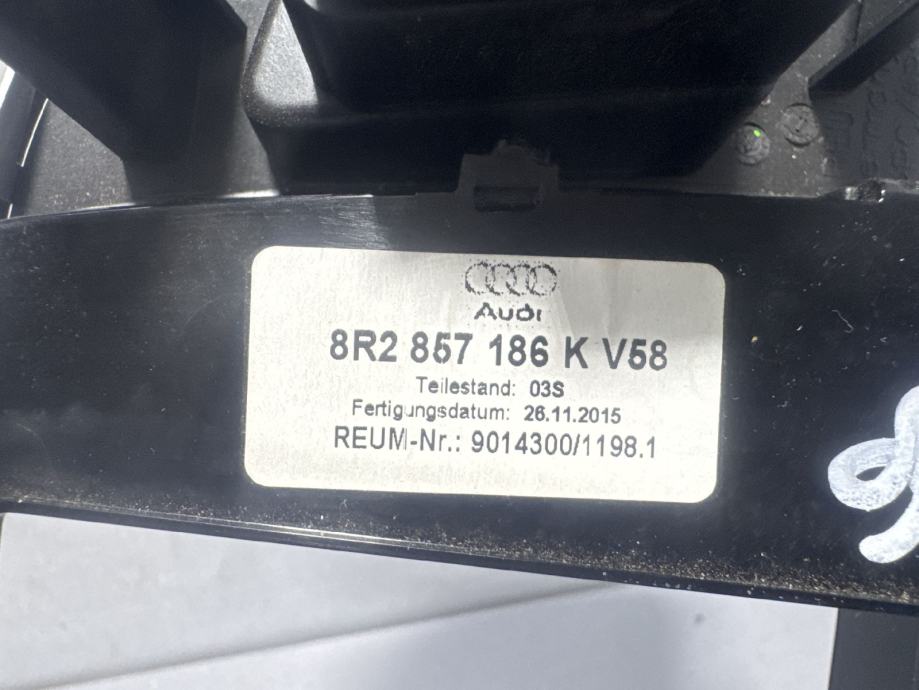 Audi
8R2 857 186 K V58
Teilestand: 03S
Fertigungsdatum: 26.11.2015
REUM-Nr.: 9014300/1198.1